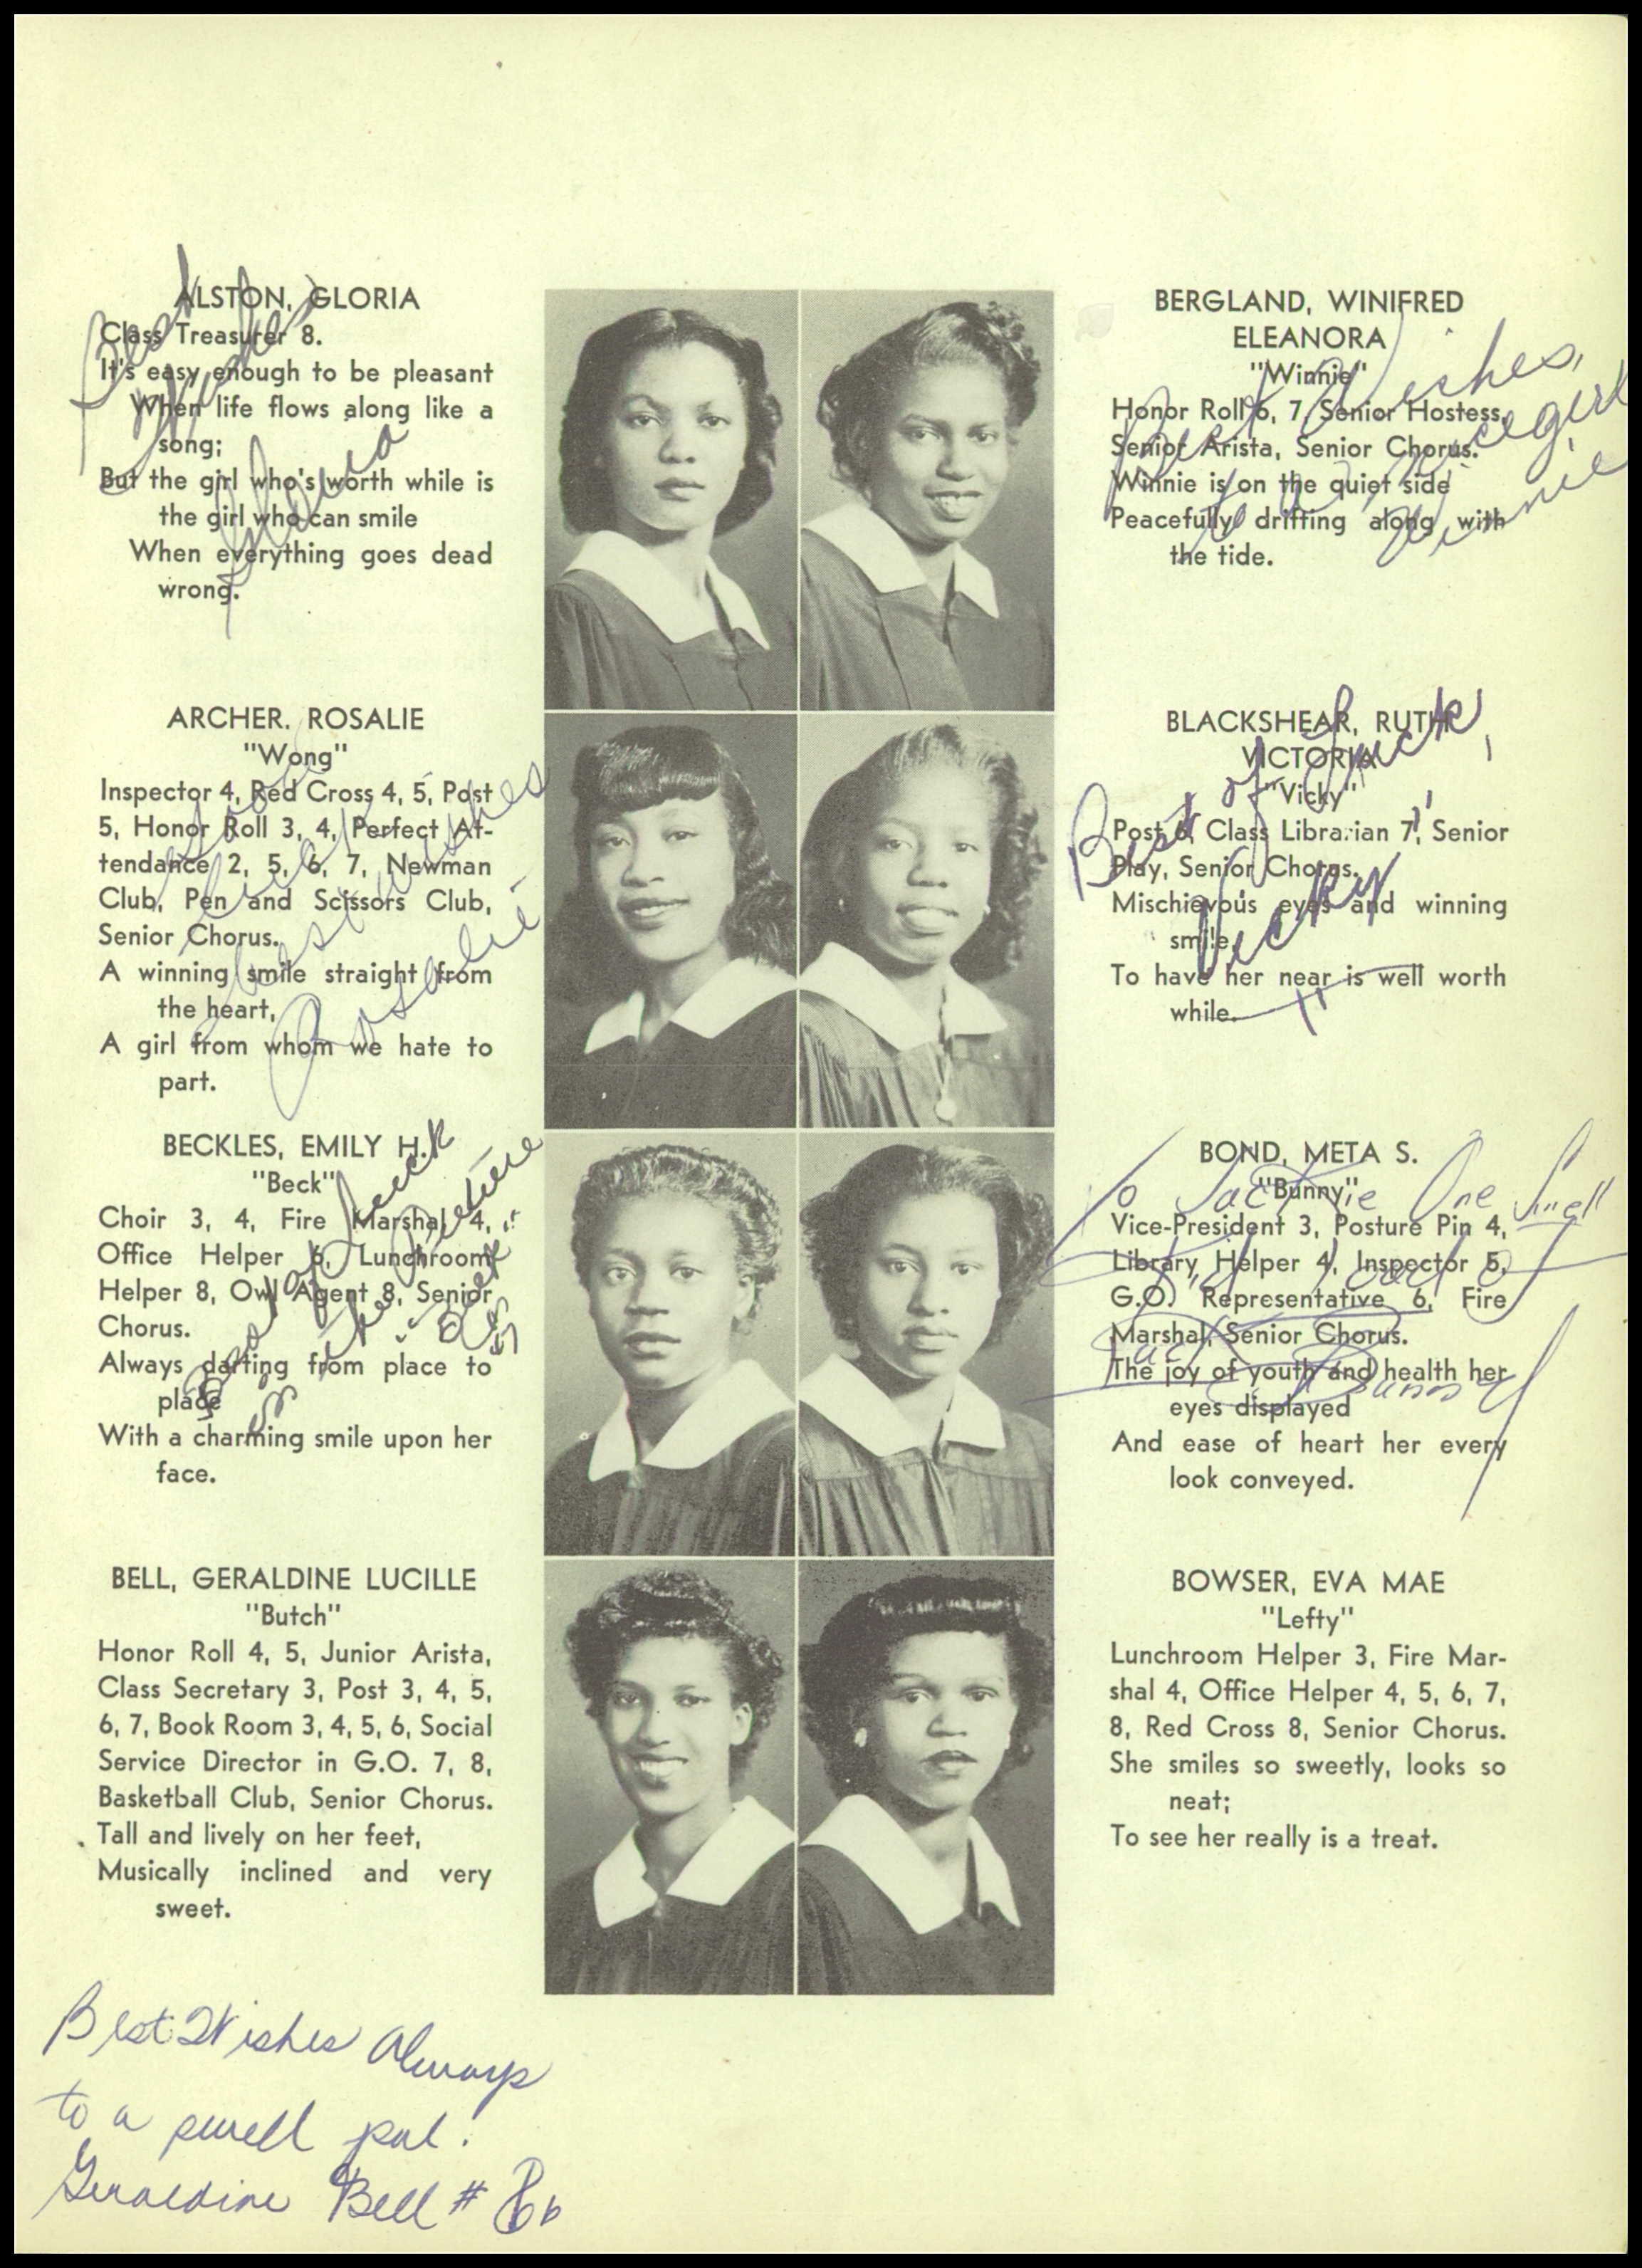 ALSTON, GLORIA
Class Treasurer 8.
It's easy enough to be pleasant
When life flows along like a
song;
But the girl who's worth while is
the girl who can smile
When everything goes dead
wrong.
Best
Wishes
Gloria
ARCHER. ROSALIE
"Wong"
Inspector 4, Red Cross 4, 5, Post
5, Honor Roll 3, 4, Perfect At-
tendance 2, 5, 6, 7, Newman
Club, Pen and Scissors Club,
Senior Chorus.
A winning smile straight from
the heart,
A girl from whom we hate to
part.
Best Wishes
Rosalie
BECKLES, EMILY H.
"Beck"
Choir 3, 4, Fire Marshal 4,
Office Helper 6, Lunchroom
Helper 8, Owl Agent 8, Senior
Chorus.
Always darting from place to
place
With a charming smile upon her
face.
Good Luck
in the Future
"Beck"
BELL, GERALDINE LUCILLE
"Butch"
Honor Roll 4, 5, Junior Arista,
Class Secretary 3, Post 3, 4, 5,
6, 7, Book Room 3, 4, 5, 6, Social
Service Director in G.O. 7, 8,
Basketball Club, Senior Chorus.
Tall and lively on her feet,
Musically inclined and very
sweet.
Best Wishes Always
to a swell pal.
Geraldine Bell #
BERGLAND, WINIFRED
ELEANORA
"Winnie"
Honor Roll 6, 7, Senior Hostess,
Senior Arista, Senior Chorus.
Winnie is on the quiet side
Peacefully drifting along with
the tide.
Best Wishes,
to a nice girl
Winnie
BLACKSHEAR, RUTH
VICTORIA
"Vicky"
Post 6, Class Librarian 7, Senior
Play, Senior Chorus.
Mischievous eyes and winning
smile,
To have her near is well worth
while.
Best of Luck,
Vicky
BOND, META S.
"Bunny"
Vice-President 3, Posture Pin 4,
Library Helper 4, Inspector 5,
G.O. Representative 6, Fire
Marshal, Senior Chorus.
The joy of youth and health her
eyes displayed
And ease of heart her every
look conveyed.
To Jackie One Swell
Kid Good
Luck
Bunny
BOWSER, EVA MAE
"Lefty"
Lunchroom Helper 3, Fire Mar-
shal 4, Office Helper 4, 5, 6, 7,
8, Red Cross 8, Senior Chorus.
She smiles so sweetly, looks so
neat;
To see her really is a treat.